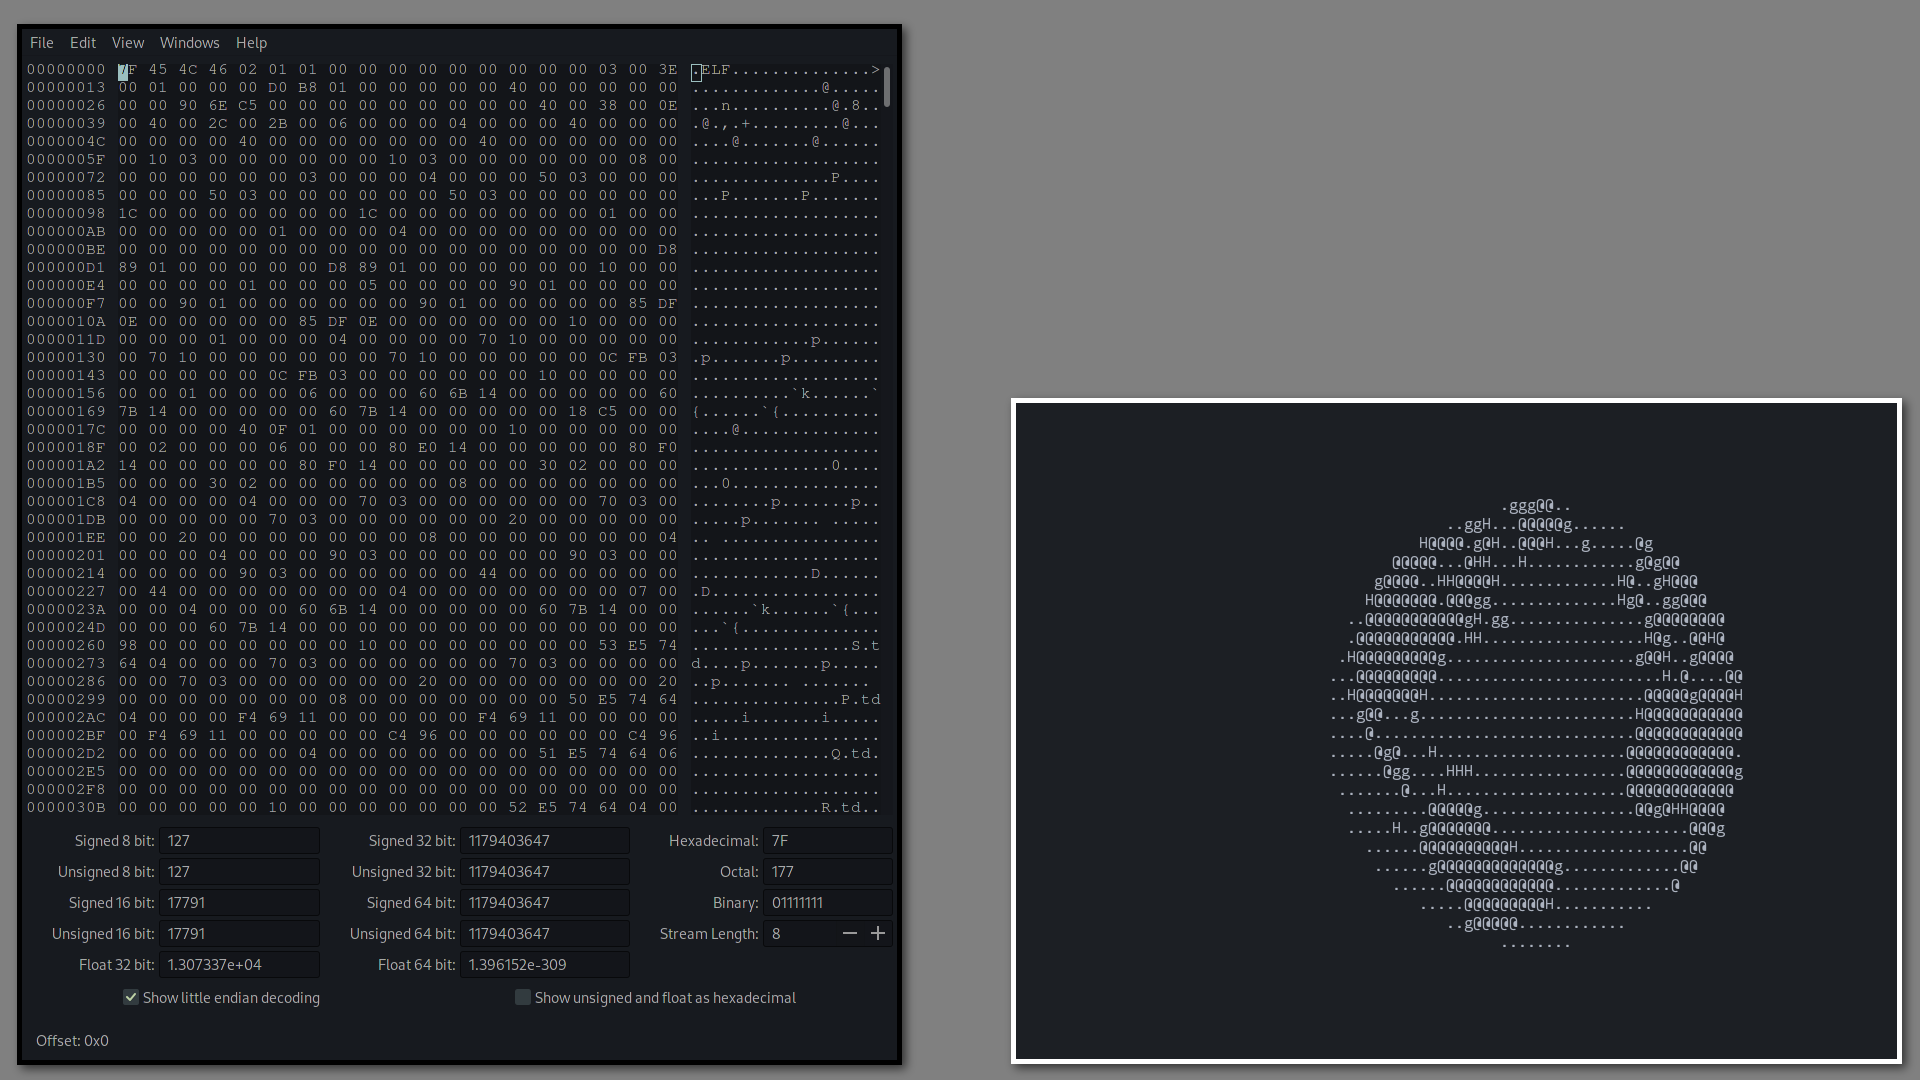 File Edit View Windows Help
00000000 7F 45 4C 46 02 01 01 00 00 00 00 00 00 00 00 00 03 00 3E .ELF..............>
00000013 00 01 00 00 00 D0 B8 01 00 00 00 00 00 40 00 00 00 00 00 .............@.....
00000026 00 00 90 6E C5 00 00 00 00 00 00 00 00 00 40 00 38 00 0E ...n..........@.8..
00000039 00 40 00 2C 00 2B 00 06 00 00 00 04 00 00 00 40 00 00 00 .@.,.+.........@...
0000004C 00 00 00 00 40 00 00 00 00 00 00 00 40 00 00 00 00 00 00 ....@.......@......
0000005F 00 10 03 00 00 00 00 00 00 10 03 00 00 00 00 00 00 08 00 ...................
00000072 00 00 00 00 00 00 03 00 00 00 04 00 00 00 50 03 00 00 00 ..............P....
00000085 00 00 00 50 03 00 00 00 00 00 00 50 03 00 00 00 00 00 00 ...P.......P.......
00000098 1C 00 00 00 00 00 00 00 1C 00 00 00 00 00 00 00 01 00 00 ...................
000000AB 00 00 00 00 00 01 00 00 00 04 00 00 00 00 00 00 00 00 00 ...................
000000BE 00 00 00 00 00 00 00 00 00 00 00 00 00 00 00 00 00 00 D8 ...................
000000D1 89 01 00 00 00 00 00 D8 89 01 00 00 00 00 00 00 10 00 00 ...................
000000E4 00 00 00 00 01 00 00 00 05 00 00 00 00 90 01 00 00 00 00 ...................
000000F7 00 00 90 01 00 00 00 00 00 00 90 01 00 00 00 00 00 85 DF ...................
0000010A 0E 00 00 00 00 00 85 DF 0E 00 00 00 00 00 00 10 00 00 00 ...................
0000011D 00 00 00 01 00 00 00 04 00 00 00 00 70 10 00 00 00 00 00 ............p......
00000130 00 70 10 00 00 00 00 00 00 70 10 00 00 00 00 00 0C FB 03 .p.......p.........
00000143 00 00 00 00 00 0C FB 03 00 00 00 00 00 00 10 00 00 00 00 ...................
00000156 00 00 01 00 00 00 06 00 00 00 60 6B 14 00 00 00 00 00 60 ..........`k......`
00000169 7B 14 00 00 00 00 00 60 7B 14 00 00 00 00 00 18 C5 00 00 {......`{..........
0000017C 00 00 00 00 40 0F 01 00 00 00 00 00 00 10 00 00 00 00 00 ....@..............
0000018F 00 02 00 00 00 06 00 00 00 80 E0 14 00 00 00 00 00 80 F0 ...................
000001A2 14 00 00 00 00 00 80 F0 14 00 00 00 00 00 30 02 00 00 00 ..............0....
000001B5 00 00 00 30 02 00 00 00 00 00 00 08 00 00 00 00 00 00 00 ...0...............
000001C8 04 00 00 00 04 00 00 00 70 03 00 00 00 00 00 00 70 03 00 ........p.......p..
000001DB 00 00 00 00 00 70 03 00 00 00 00 00 00 20 00 00 00 00 00 .....p....... .....
000001EE 00 00 20 00 00 00 00 00 00 00 08 00 00 00 00 00 00 00 04 .. ................
00000201 00 00 00 04 00 00 00 90 03 00 00 00 00 00 00 90 03 00 00 ...................
00000214 00 00 00 00 90 03 00 00 00 00 00 00 44 00 00 00 00 00 00 ............D......
00000227 00 44 00 00 00 00 00 00 00 04 00 00 00 00 00 00 00 07 00 .D.................
0000023A 00 00 04 00 00 00 60 6B 14 00 00 00 00 00 60 7B 14 00 00 ......`k......`{...
0000024D 00 00 00 60 7B 14 00 00 00 00 00 00 00 00 00 00 00 00 00 ...`{..............
00000260 98 00 00 00 00 00 00 00 10 00 00 00 00 00 00 00 53 E5 74 ................S.t
00000273 64 04 00 00 00 70 03 00 00 00 00 00 00 70 03 00 00 00 00 d....p.......p.....
00000286 00 00 70 03 00 00 00 00 00 00 20 00 00 00 00 00 00 00 20 ..p....... ....... 
00000299 00 00 00 00 00 00 00 08 00 00 00 00 00 00 00 50 E5 74 64 ...............P.td
000002AC 04 00 00 00 F4 69 11 00 00 00 00 00 F4 69 11 00 00 00 00 .....i.......i.....
000002BF 00 F4 69 11 00 00 00 00 00 C4 96 00 00 00 00 00 00 C4 96 ..i................
000002D2 00 00 00 00 00 00 04 00 00 00 00 00 00 00 51 E5 74 64 06 ..............Q.td.
000002E5 00 00 00 00 00 00 00 00 00 00 00 00 00 00 00 00 00 00 00 ...................
000002F8 00 00 00 00 00 00 00 00 00 00 00 00 00 00 00 00 00 00 00 ...................
0000030B 00 00 00 00 00 10 00 00 00 00 00 00 00 52 E5 74 64 04 00 .............R.td..
Signed 8 bit: 127 Signed 32 bit: 1179403647 Hexadecimal: 7F
Unsigned 8 bit: 127 Unsigned 32 bit: 1179403647 Octal: 177
Signed 16 bit: 17791 Signed 64 bit: 1179403647 Binary: 01111111
Unsigned 16 bit: 17791 Unsigned 64 bit: 1179403647 Stream Length: 8
Float 32 bit: 1.307337e+04 Float 64 bit: 1.396152e-309
Show little endian decoding Show unsigned and float as hexadecimal
Offset: 0x0